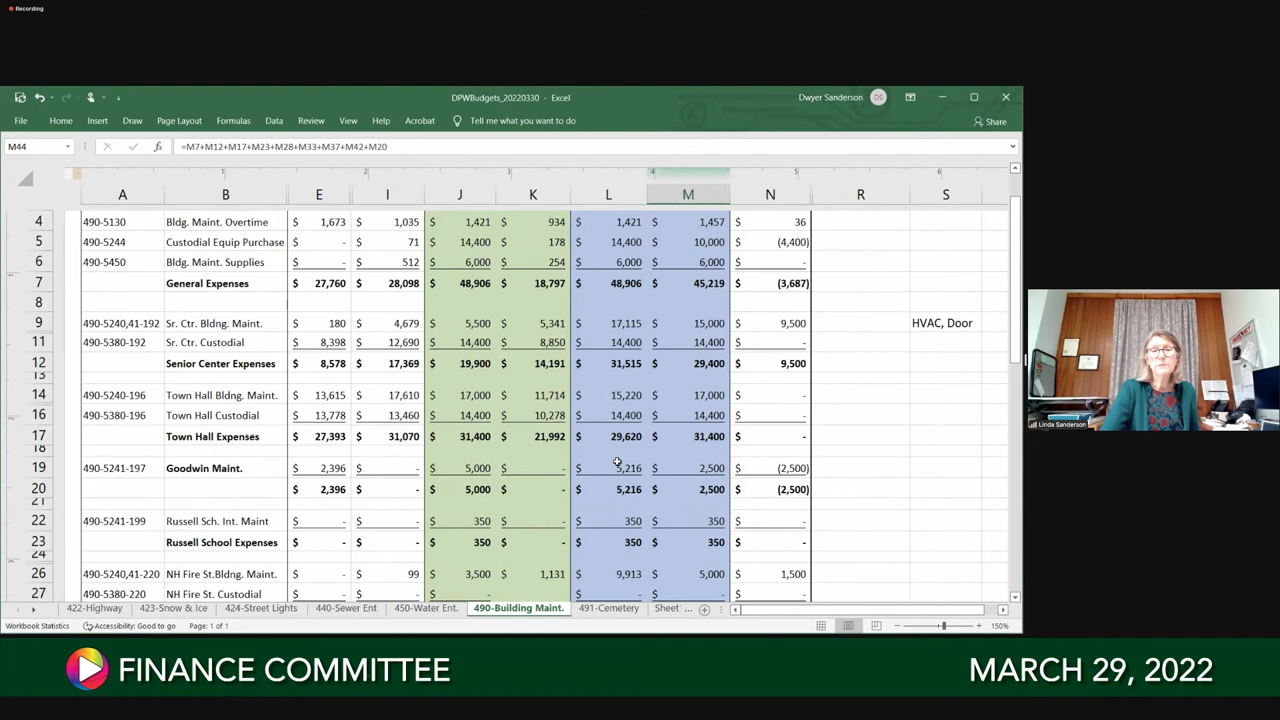 Recording
DPWBudgets_20220330 - Excel
Dwyer Sanderson DS
File Home Insert Draw Page Layout Formulas Data Review View Help Acrobat Tell me what you want to do Share
M44 fx =M7+M12+M17+M23+M28+M33+M37+M42+M20
1 2 3 4 5 6
A B E I J K L M N R S
4 490-5130 Bldg. Maint. Overtime $ 1,673 $ 1,035 $ 1,421 $ 934 $ 1,421 $ 1,457 $ 36
5 490-5244 Custodial Equip Purchase $ - $ 71 $ 14,400 $ 178 $ 14,400 $ 10,000 $ (4,400)
6 490-5450 Bldg. Maint. Supplies $ - $ 512 $ 6,000 $ 254 $ 6,000 $ 6,000 $ -
7 General Expenses $ 27,760 $ 28,098 $ 48,906 $ 18,797 $ 48,906 $ 45,219 $ (3,687)
8
9 490-5240,41-192 Sr. Ctr. Bldng. Maint. $ 180 $ 4,679 $ 5,500 $ 5,341 $ 17,115 $ 15,000 $ 9,500 HVAC, Door
11 490-5380-192 Sr. Ctr. Custodial $ 8,398 $ 12,690 $ 14,400 $ 8,850 $ 14,400 $ 14,400 $ -
12 Senior Center Expenses $ 8,578 $ 17,369 $ 19,900 $ 14,191 $ 31,515 $ 29,400 $ 9,500
13
14 490-5240-196 Town Hall Bldng. Maint. $ 13,615 $ 17,610 $ 17,000 $ 11,714 $ 15,220 $ 17,000 $ -
16 490-5380-196 Town Hall Custodial $ 13,778 $ 13,460 $ 14,400 $ 10,278 $ 14,400 $ 14,400 $ -
17 Town Hall Expenses $ 27,393 $ 31,070 $ 31,400 $ 21,992 $ 29,620 $ 31,400 $ -
18
19 490-5241-197 Goodwin Maint. $ 2,396 $ - $ 5,000 $ - $ 5,216 $ 2,500 $ (2,500)
20 $ 2,396 $ - $ 5,000 $ - $ 5,216 $ 2,500 $ (2,500)
21
22 490-5241-199 Russell Sch. Int. Maint $ - $ - $ 350 $ - $ 350 $ 350 $ -
23 Russell School Expenses $ - $ - $ 350 $ - $ 350 $ 350 $ -
24
26 490-5240,41-220 NH Fire St.Bldng. Maint. $ - $ 99 $ 3,500 $ 1,131 $ 9,913 $ 5,000 $ 1,500
27 490-5380-220 NH Fire St. Custodial $ - $ - $ - $ - $ - $ - $ -
422-Highway 423-Snow & Ice 424-Street Lights 440-Sewer Ent 450-Water Ent. 490-Building Maint. 491-Cemetery Sheet ...
Workbook Statistics Accessibility: Good to go Page: 1 of 1 150%
Linda Sanderson
FINANCE COMMITTEE MARCH 29, 2022